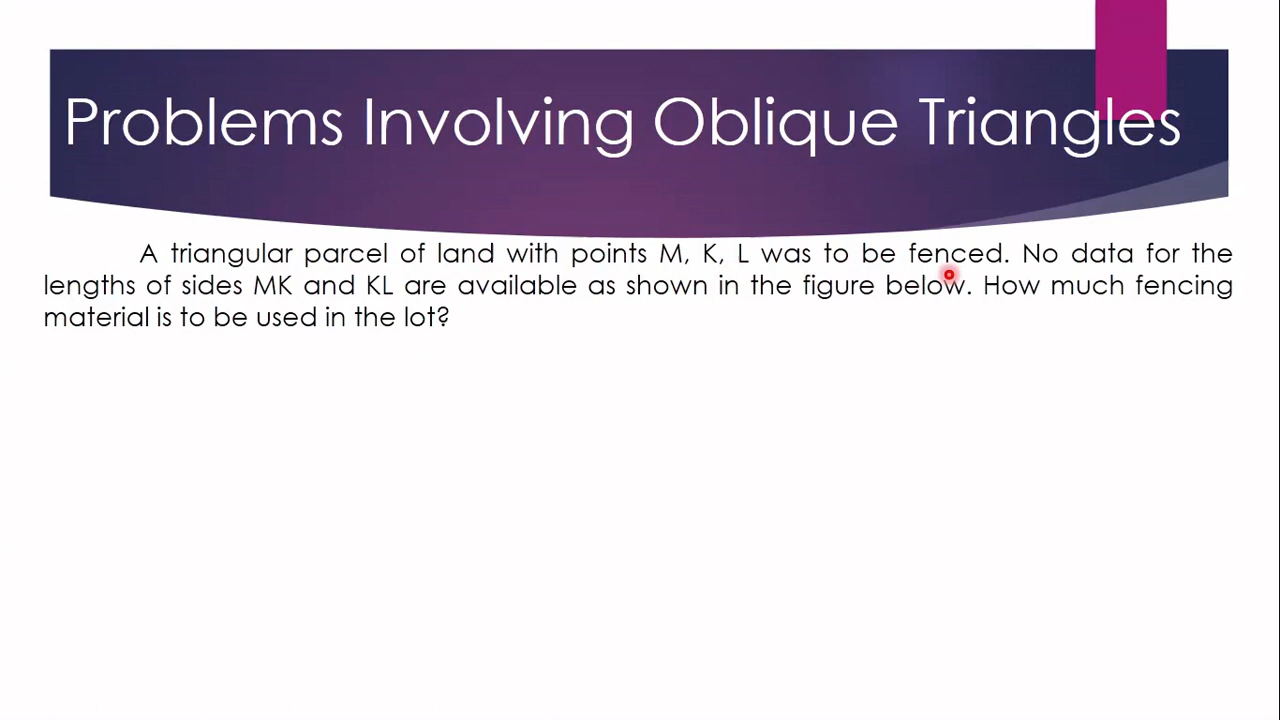 Problems Involving Oblique Triangles
A triangular parcel of land with points M, K, L was to be fenced. No data for the
lengths of sides MK and KL are available as shown in the figure below. How much fencing
material is to be used in the lot?